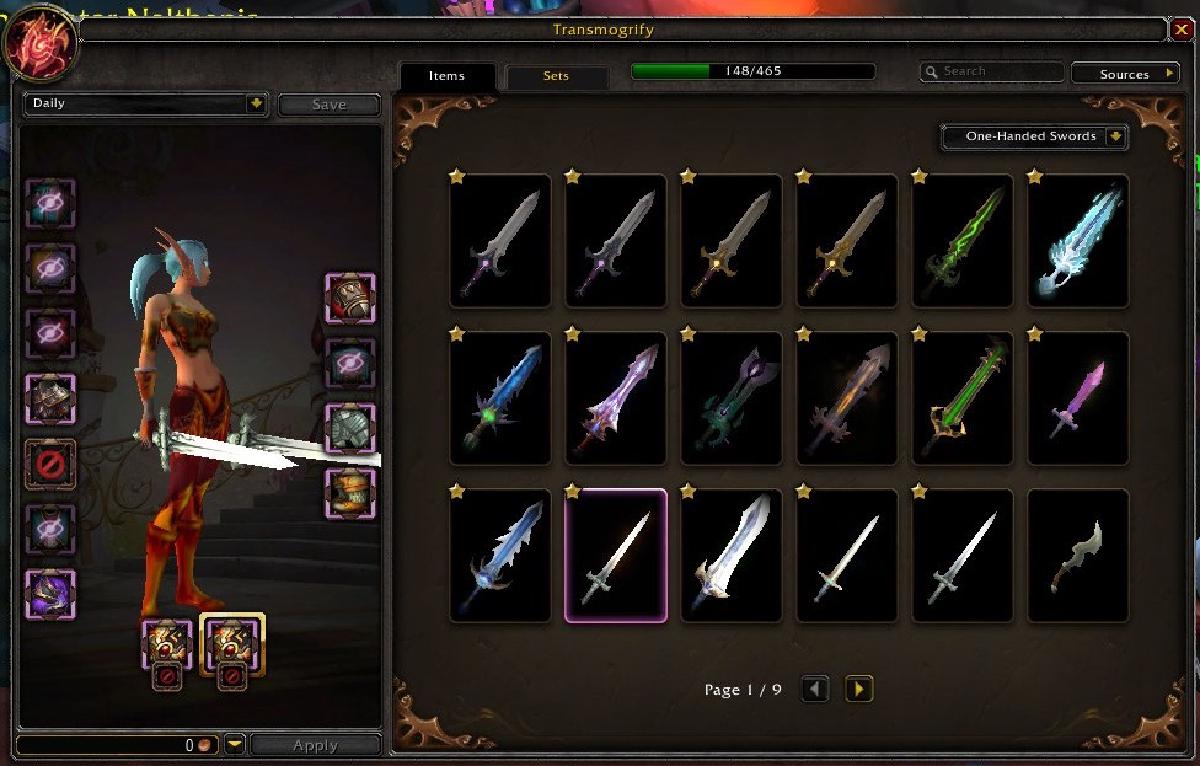 Transmogrify
Items
Sets
148/465
Search
Sources
Daily
Save
One-Handed Swords
Page 1 / 9
0
Apply